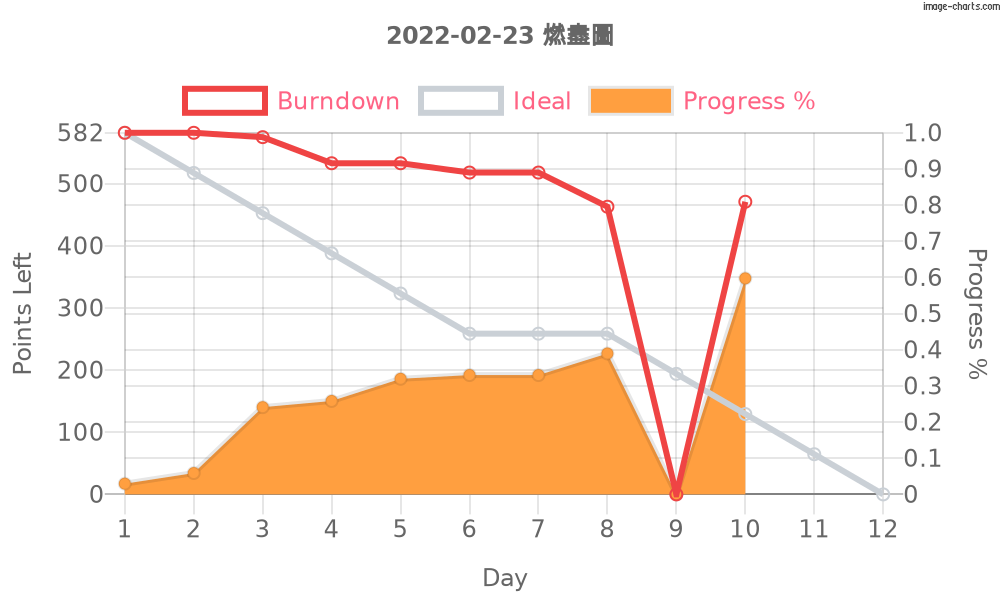 image-charts.com
2022-02-23 燃盡圖
Burndown Ideal Progress %
582 1.0
0.9
500
0.8
400 0.7
0.6
300 0.5
0.4
200
0.3
100 0.2
0.1
0 0
Points Left
Progress %
1 2 3 4 5 6 7 8 9 10 11 12
Day